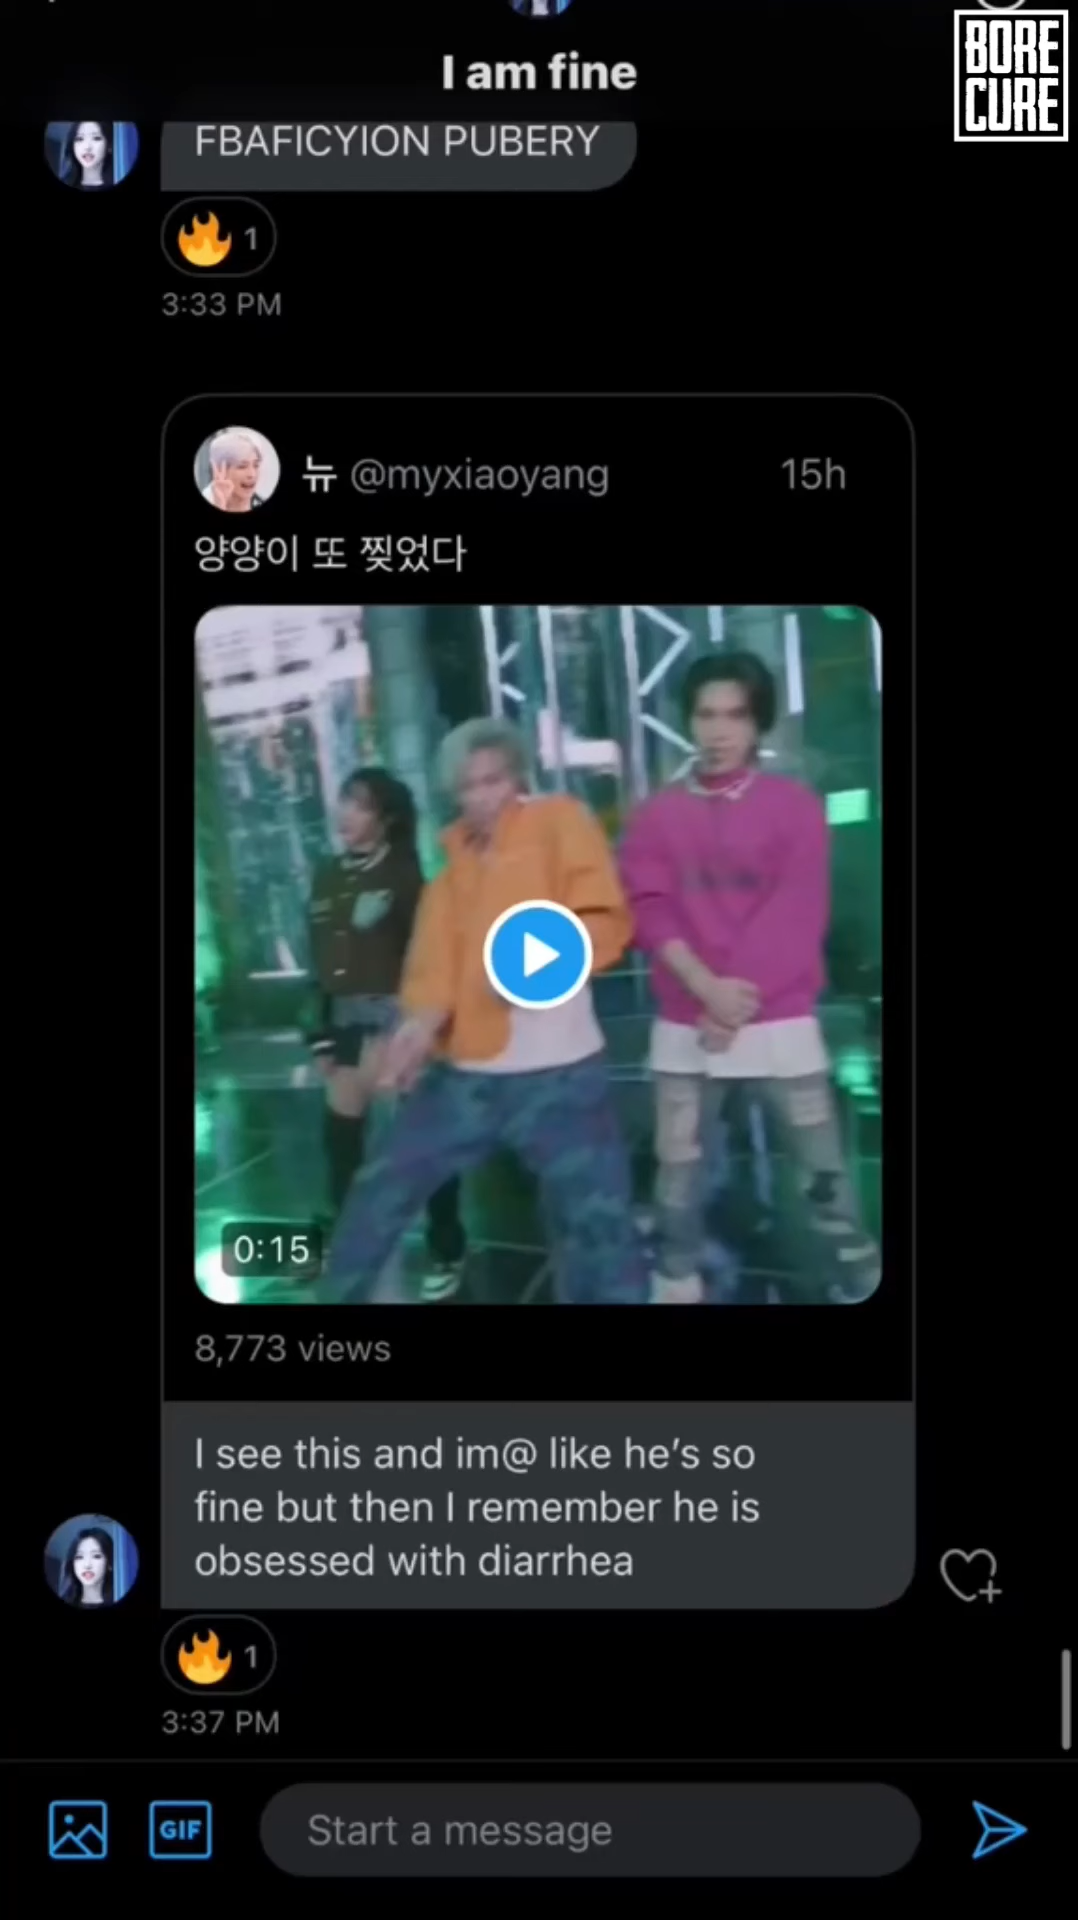 I am fine
BORE
CURE
FBAFICYION PUBERY
1
3:33 PM
뉴 @myxiaoyang 15h
양양이 또 찢었다
0:15
8,773 views
I see this and im@ like he's so
fine but then I remember he is
obsessed with diarrhea
1
3:37 PM
GIF Start a message